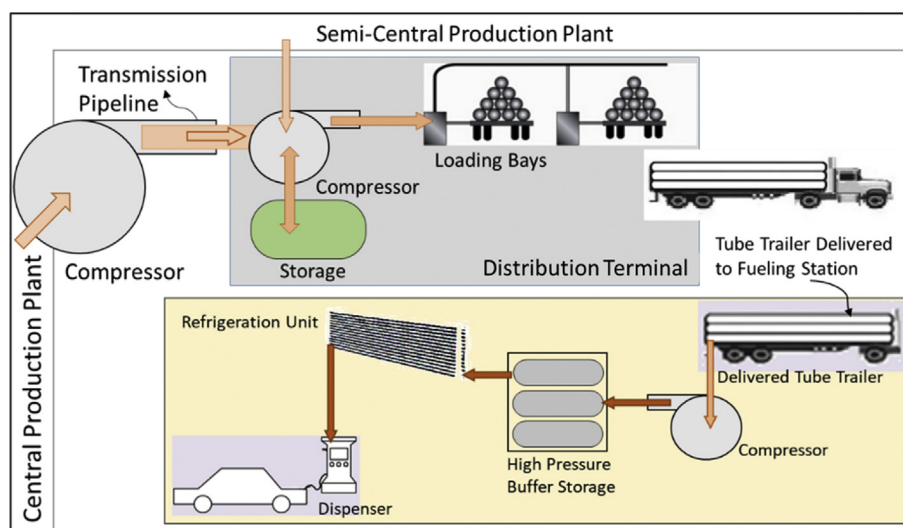 Semi-Central Production Plant
Transmission
Pipeline
Compressor
Loading Bays
Compressor
Storage
Distribution Terminal
Central Production Plant
Tube Trailer Delivered
to Fueling Station
Refrigeration Unit
Delivered Tube Trailer
Compressor
High Pressure
Buffer Storage
Dispenser